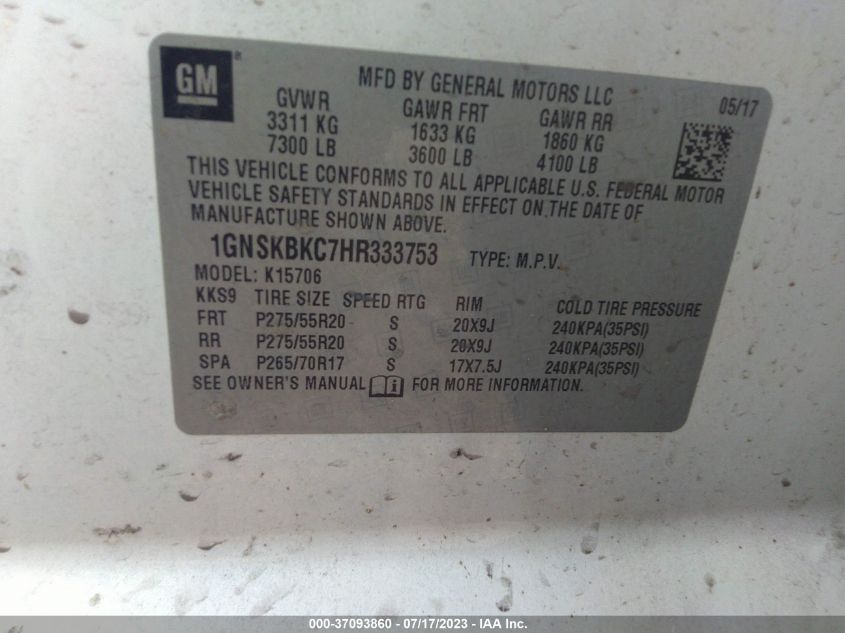 GM ®
MFD BY GENERAL MOTORS LLC 05/17
GVWR GAWR FRT GAWR RR
3311 KG 1633 KG 1860 KG
7300 LB 3600 LB 4100 LB
THIS VEHICLE CONFORMS TO ALL APPLICABLE U.S. FEDERAL MOTOR
VEHICLE SAFETY STANDARDS IN EFFECT ON THE DATE OF
MANUFACTURE SHOWN ABOVE.
1GNSKBKC7HR333753 TYPE: M.P.V.
MODEL: K15706
KKS9 TIRE SIZE SPEED RTG RIM COLD TIRE PRESSURE
FRT P275/55R20 S 20X9J 240KPA(35PSI)
RR P275/55R20 S 20X9J 240KPA(35PSI)
SPA P265/70R17 S 17X7.5J 240KPA(35PSI)
SEE OWNER'S MANUAL FOR MORE INFORMATION.
000-37093860 - 07/17/2023 - IAA, Inc.